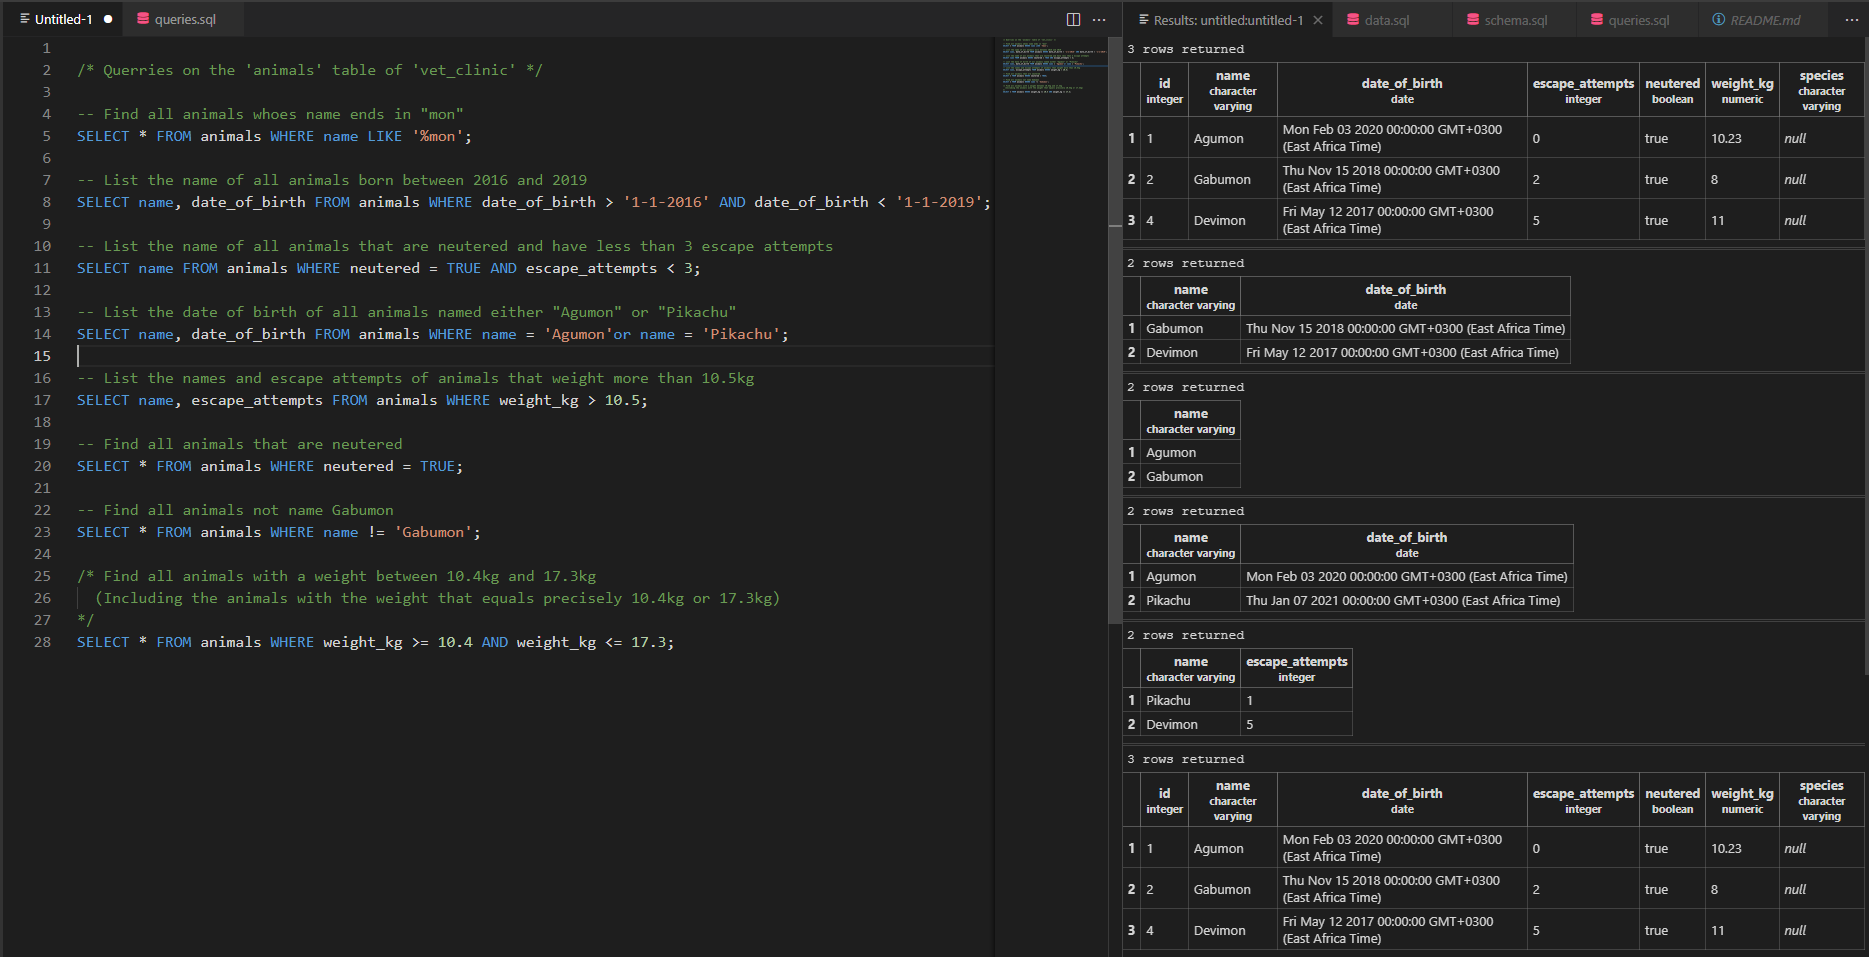 Untitled-1
queries.sql
1
2 /* Querries on the 'animals' table of 'vet_clinic' */
3
4 -- Find all animals whoes name ends in "mon"
5 SELECT * FROM animals WHERE name LIKE '%mon';
6
7 -- List the name of all animals born between 2016 and 2019
8 SELECT name, date_of_birth FROM animals WHERE date_of_birth > '1-1-2016' AND date_of_birth < '1-1-2019';
9
10 -- List the name of all animals that are neutered and have less than 3 escape attempts
11 SELECT name FROM animals WHERE neutered = TRUE AND escape_attempts < 3;
12
13 -- List the date of birth of all animals named either "Agumon" or "Pikachu"
14 SELECT name, date_of_birth FROM animals WHERE name = 'Agumon'or name = 'Pikachu';
15
16 -- List the names and escape attempts of animals that weight more than 10.5kg
17 SELECT name, escape_attempts FROM animals WHERE weight_kg > 10.5;
18
19 -- Find all animals that are neutered
20 SELECT * FROM animals WHERE neutered = TRUE;
21
22 -- Find all animals not name Gabumon
23 SELECT * FROM animals WHERE name != 'Gabumon';
24
25 /* Find all animals with a weight between 10.4kg and 17.3kg
26 (Including the animals with the weight that equals precisely 10.4kg or 17.3kg)
27 */
28 SELECT * FROM animals WHERE weight_kg >= 10.4 AND weight_kg <= 17.3;
Results: untitled:untitled-1
data.sql
schema.sql
queries.sql
README.md
3 rows returned
id integer
name character varying
date_of_birth date
escape_attempts integer
neutered boolean
weight_kg numeric
species character varying
1 1 Agumon Mon Feb 03 2020 00:00:00 GMT+0300 (East Africa Time) 0 true 10.23 null
2 2 Gabumon Thu Nov 15 2018 00:00:00 GMT+0300 (East Africa Time) 2 true 8 null
3 4 Devimon Fri May 12 2017 00:00:00 GMT+0300 (East Africa Time) 5 true 11 null
2 rows returned
name date_of_birth
character varying date
1 Gabumon Thu Nov 15 2018 00:00:00 GMT+0300 (East Africa Time)
2 Devimon Fri May 12 2017 00:00:00 GMT+0300 (East Africa Time)
2 rows returned
name
character varying
1 Agumon
2 Gabumon
2 rows returned
name date_of_birth
character varying date
1 Agumon Mon Feb 03 2020 00:00:00 GMT+0300 (East Africa Time)
2 Pikachu Thu Jan 07 2021 00:00:00 GMT+0300 (East Africa Time)
2 rows returned
name escape_attempts
character varying integer
1 Pikachu 1
2 Devimon 5
3 rows returned
id integer
name character varying
date_of_birth date
escape_attempts integer
neutered boolean
weight_kg numeric
species character varying
1 1 Agumon Mon Feb 03 2020 00:00:00 GMT+0300 (East Africa Time) 0 true 10.23 null
2 2 Gabumon Thu Nov 15 2018 00:00:00 GMT+0300 (East Africa Time) 2 true 8 null
3 4 Devimon Fri May 12 2017 00:00:00 GMT+0300 (East Africa Time) 5 true 11 null